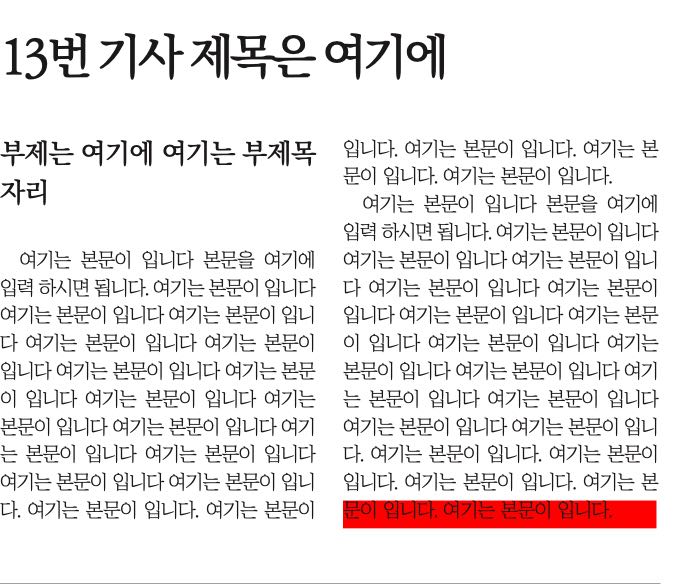 13번 기사 제목은 여기에
부제는 여기에 여기는 부제목
자리
여기는 본문이 입니다 본문을 여기에
입력 하시면 됩니다. 여기는 본문이 입니다
여기는 본문이 입니다 여기는 본문이 입니
다 여기는 본문이 입니다 여기는 본문이
입니다 여기는 본문이 입니다 여기는 본문
이 입니다 여기는 본문이 입니다 여기는
본문이 입니다 여기는 본문이 입니다 여기
는 본문이 입니다 여기는 본문이 입니다
여기는 본문이 입니다 여기는 본문이 입니
다. 여기는 본문이 입니다. 여기는 본문이
입니다. 여기는 본문이 입니다. 여기는 본
문이 입니다. 여기는 본문이 입니다.
여기는 본문이 입니다 본문을 여기에
입력 하시면 됩니다. 여기는 본문이 입니다
여기는 본문이 입니다 여기는 본문이 입니
다 여기는 본문이 입니다 여기는 본문이
입니다 여기는 본문이 입니다 여기는 본문
이 입니다 여기는 본문이 입니다 여기는
본문이 입니다 여기는 본문이 입니다 여기
는 본문이 입니다 여기는 본문이 입니다
여기는 본문이 입니다 여기는 본문이 입니
다. 여기는 본문이 입니다. 여기는 본문이
입니다. 여기는 본문이 입니다. 여기는 본
문이 입니다. 여기는 본문이 입니다.